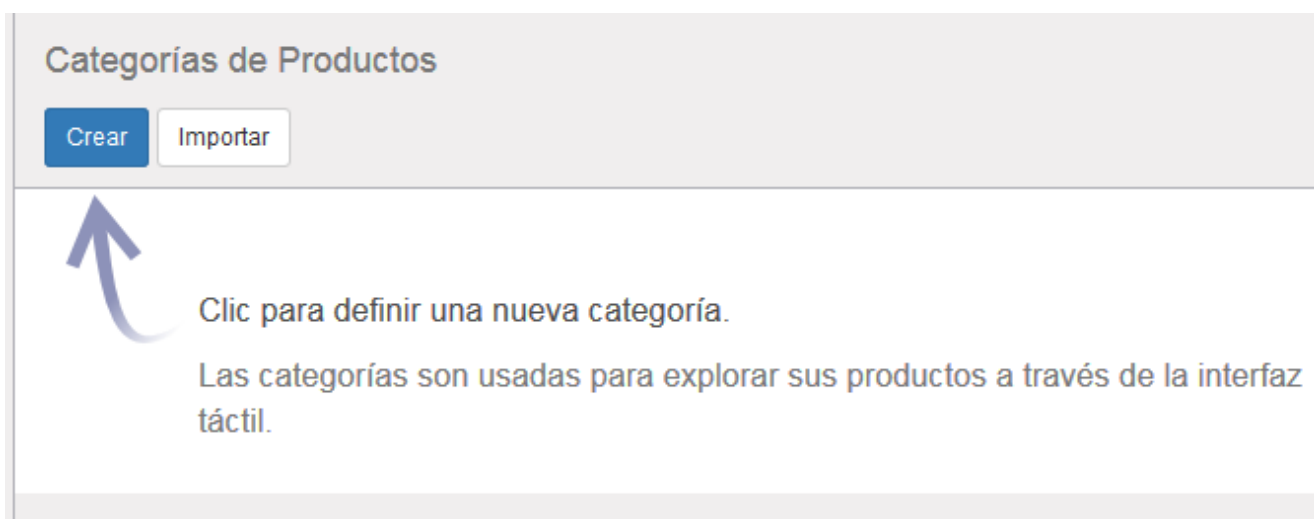 Categorías de Productos
Crear Importar
Clic para definir una nueva categoría.
Las categorías son usadas para explorar sus productos a través de la interfaz
táctil.